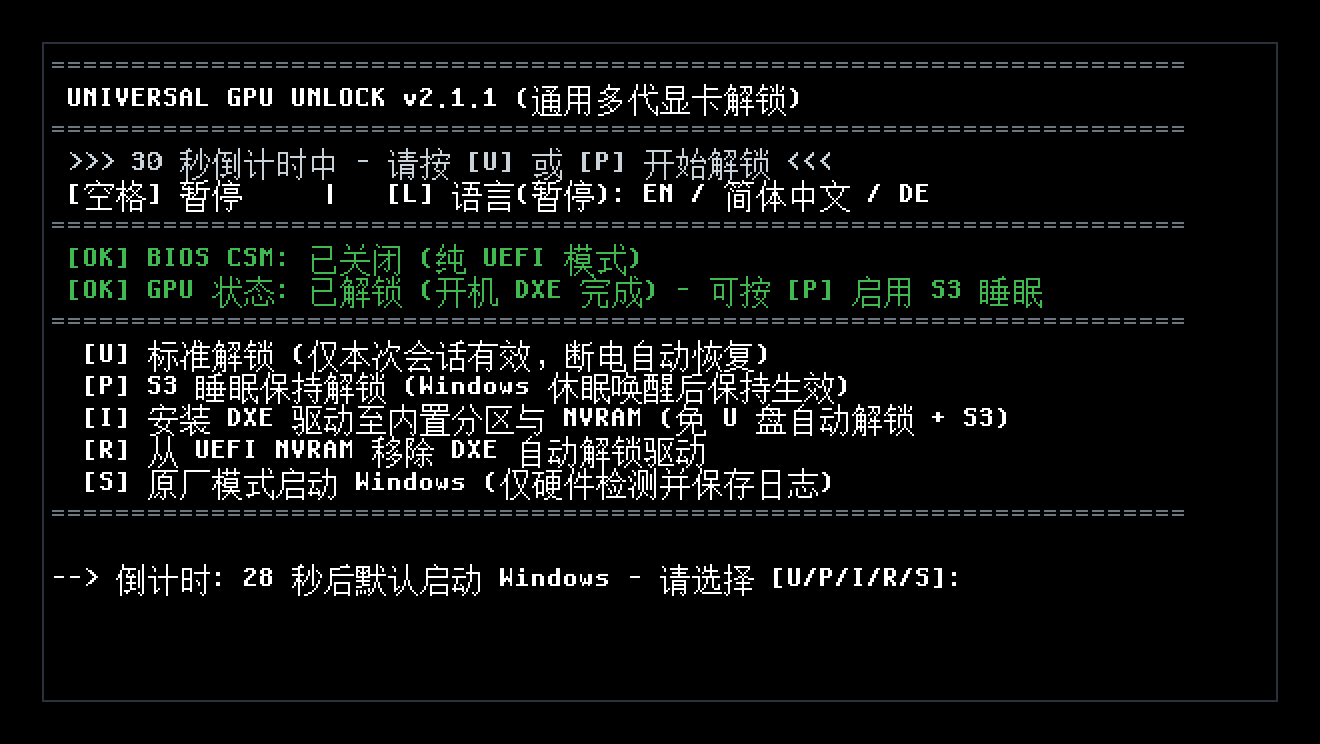 =======================================================================
UNIVERSAL GPU UNLOCK v2.1.1 (通用多代显卡解锁)
=======================================================================
>>> 30 秒倒计时中 - 请按 [U] 或 [P] 开始解锁 <<<
[空格] 暂停     |   [L] 语言(暂停): EN / 简体中文 / DE
=======================================================================
[OK] BIOS CSM: 已关闭 (纯 UEFI 模式)
[OK] GPU 状态: 已解锁 (开机 DXE 完成) - 可按 [P] 启用 S3 睡眠
=======================================================================
[U] 标准解锁 (仅本次会话有效, 断电自动恢复)
[P] S3 睡眠保持解锁 (Windows 休眠唤醒后保持生效)
[I] 安装 DXE 驱动至内置分区与 NVRAM (免 U 盘自动解锁 + S3)
[R] 从 UEFI NVRAM 移除 DXE 自动解锁驱动
[S] 原厂模式启动 Windows (仅硬件检测并保存日志)
=======================================================================
--> 倒计时: 28 秒后默认启动 Windows - 请选择 [U/P/I/R/S]: